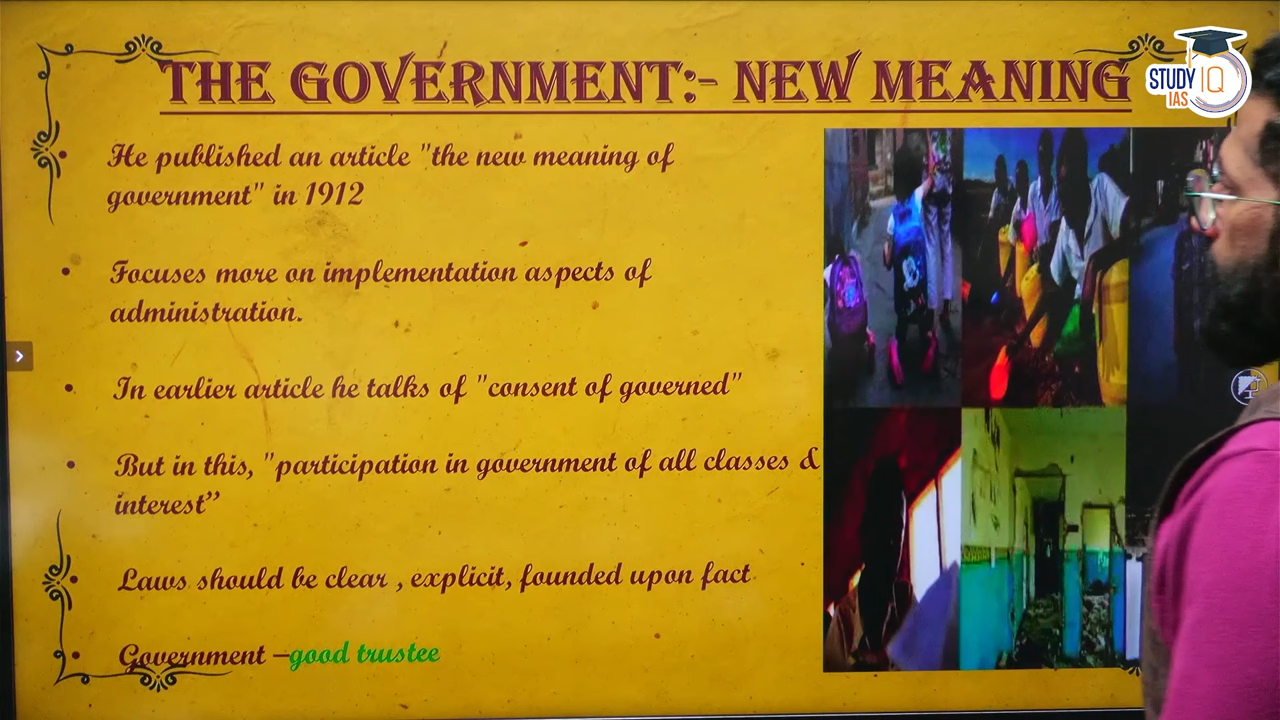 THE GOVERNMENT:- NEW MEANING
STUDY IQ
IAS
• He published an article "the new meaning of
government" in 1912
• Focuses more on implementation aspects of
administration.
• In earlier article he talks of "consent of governed"
• But in this, "participation in government of all classes &
interest”
• Laws should be clear , explicit, founded upon fact
• Government –good trustee